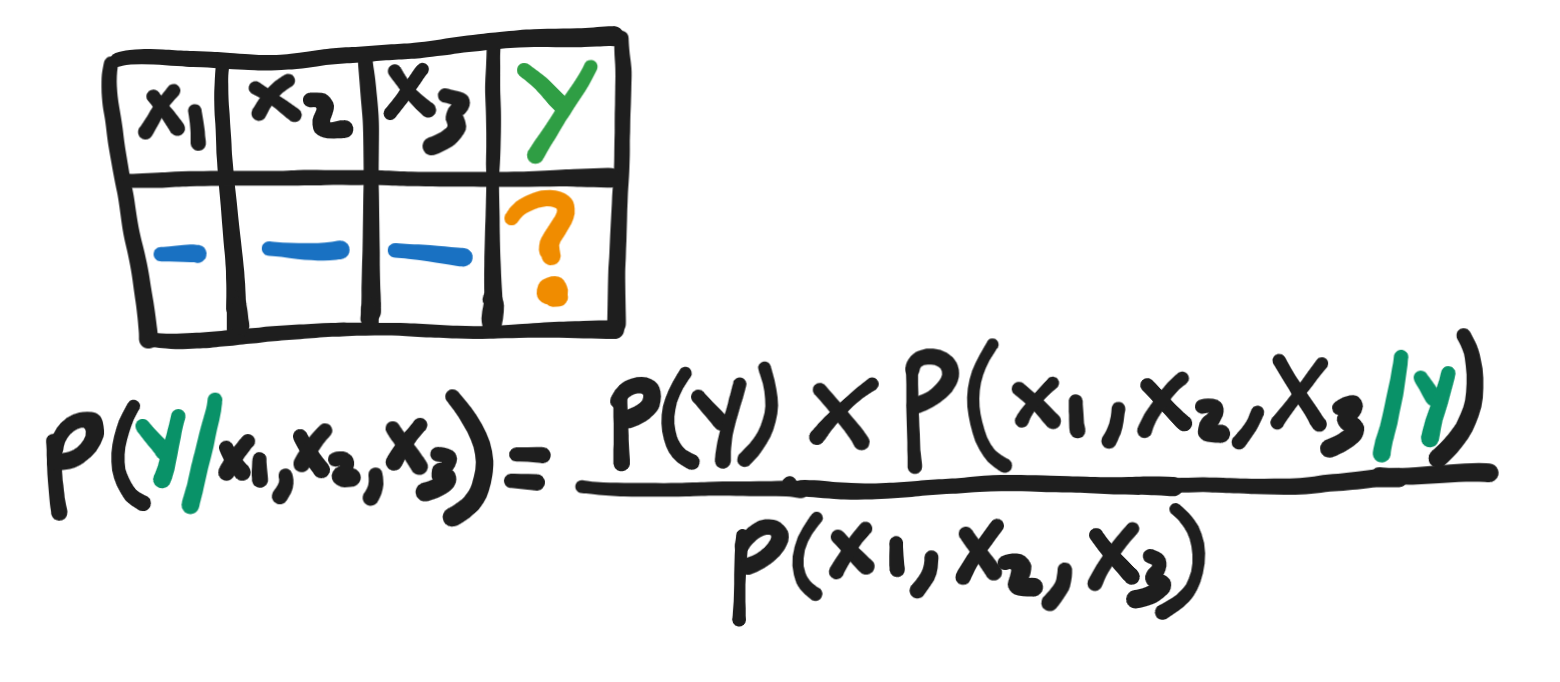 x1 x2 x3 y
- - - ?
P(y/x1,x2,x3) = P(y) x P(x1,x2,x3/y)
P(x1,x2,x3)